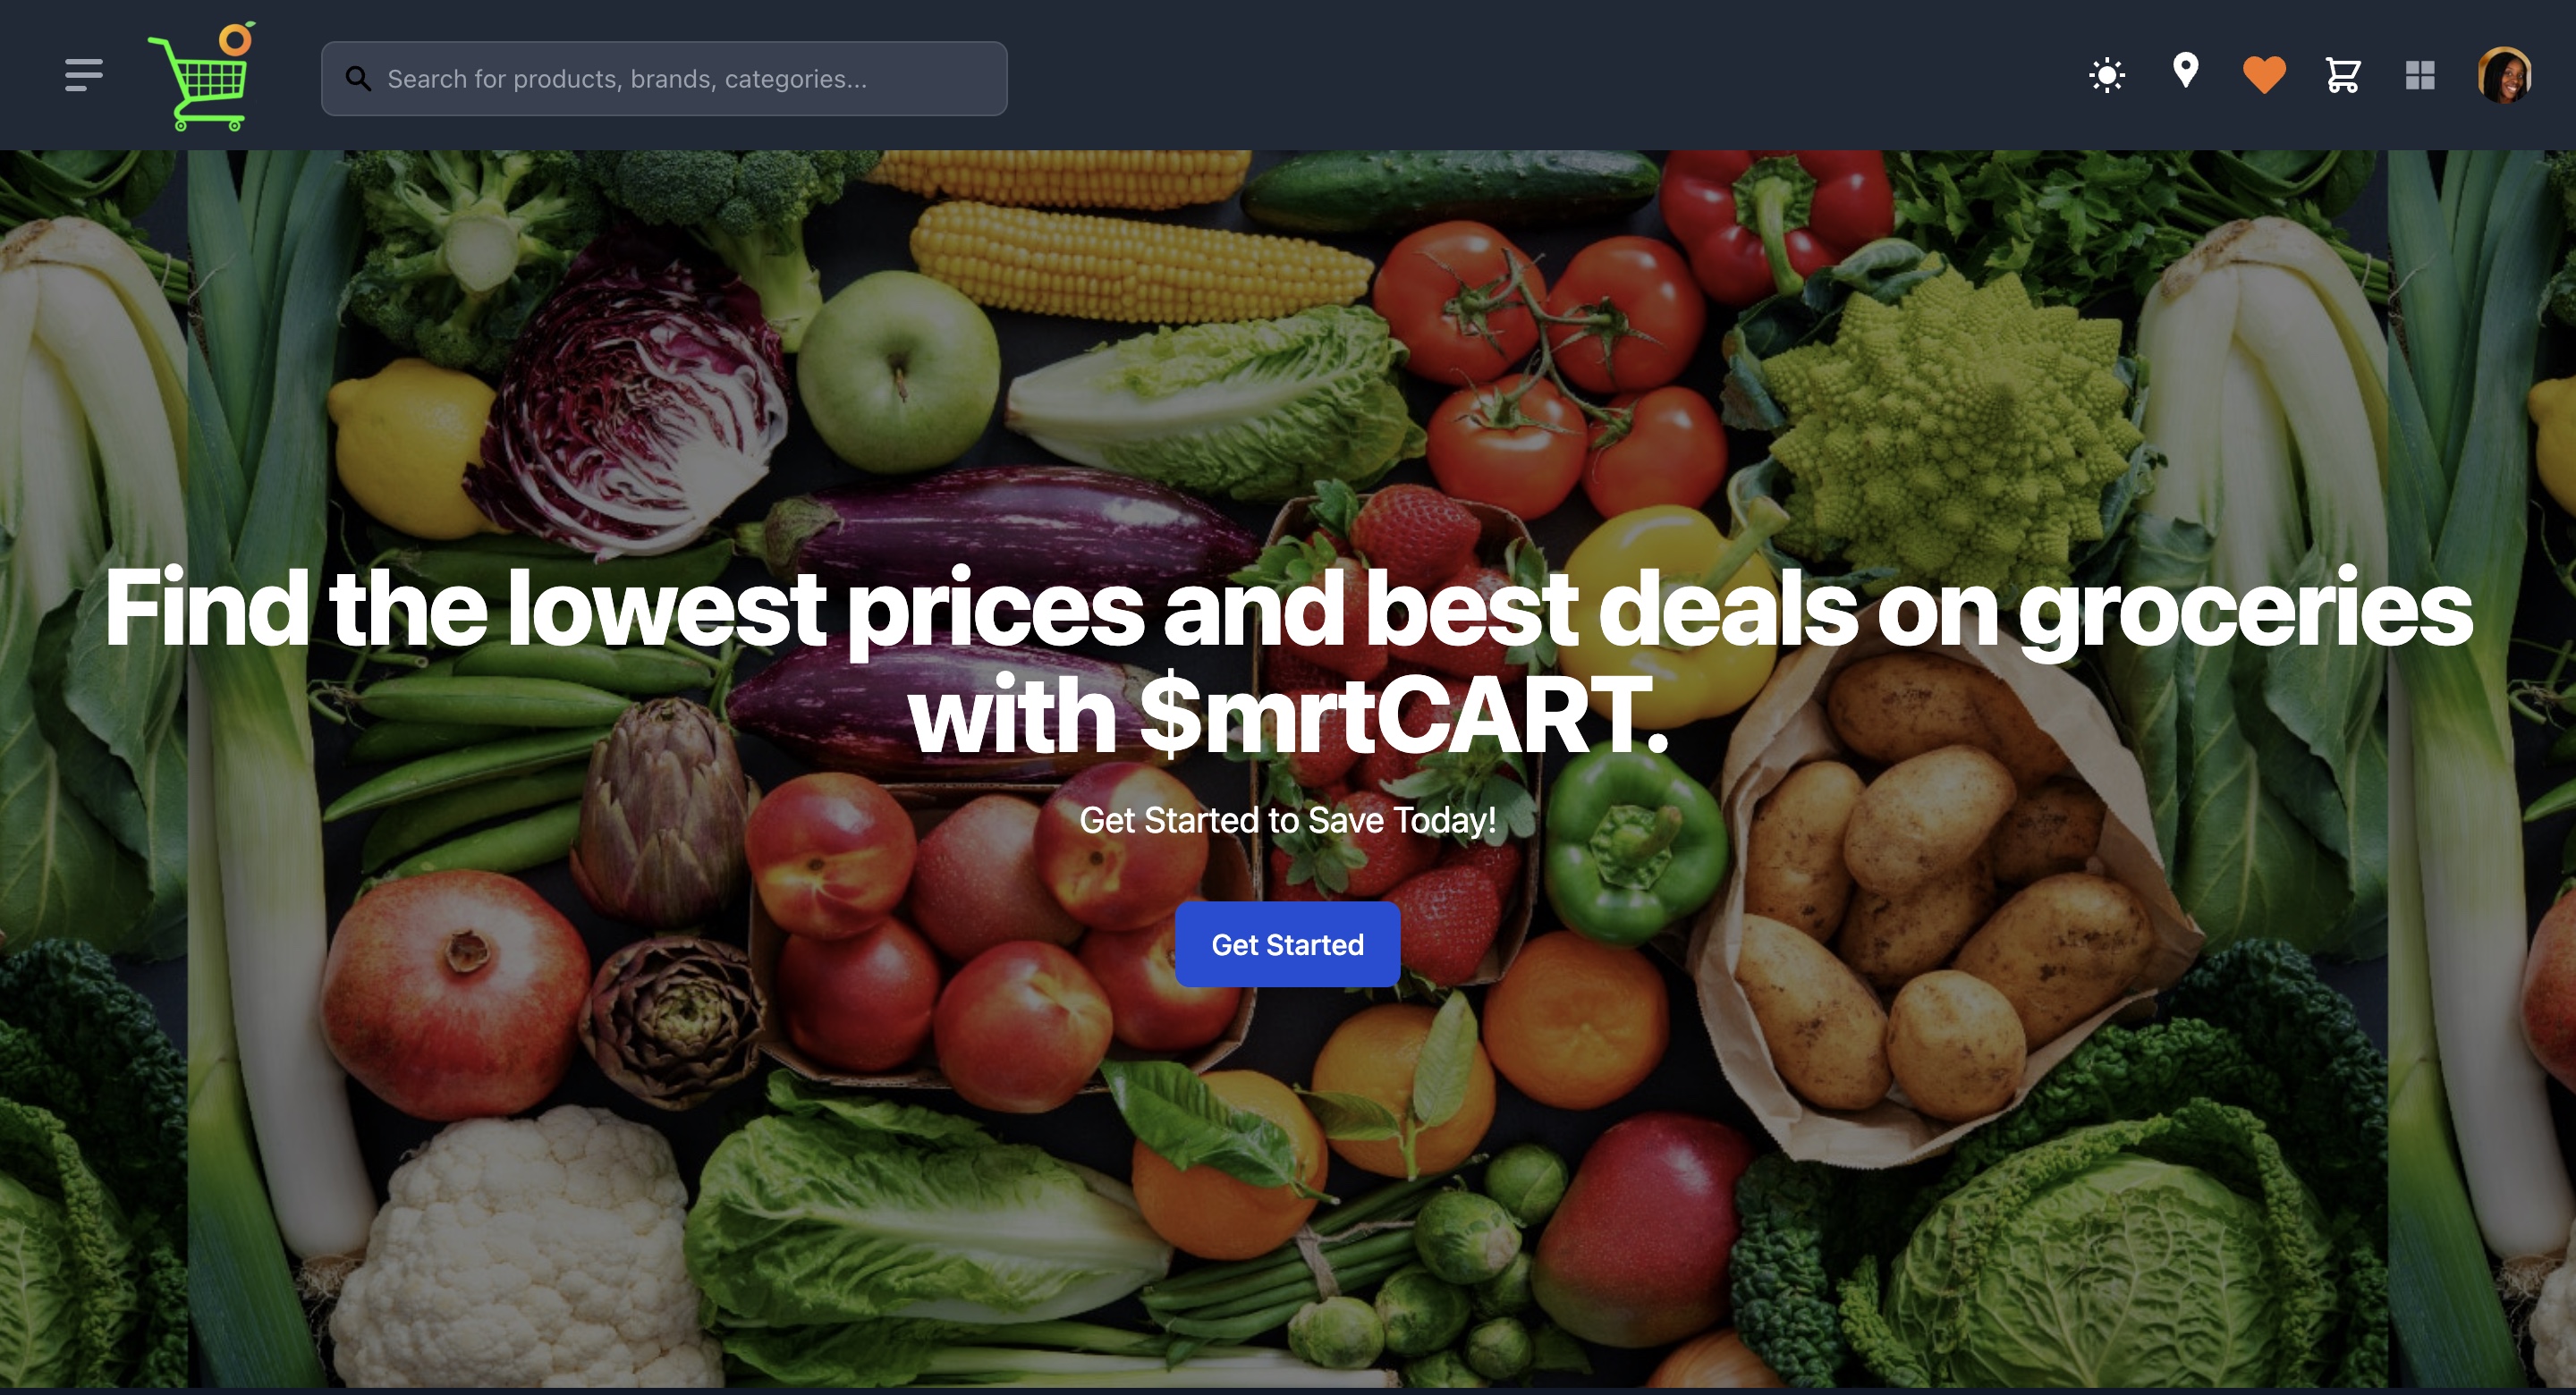 Search for products, brands, categories...
Find the lowest prices and best deals on groceries
with $mrtCART.
Get Started to Save Today!
Get Started